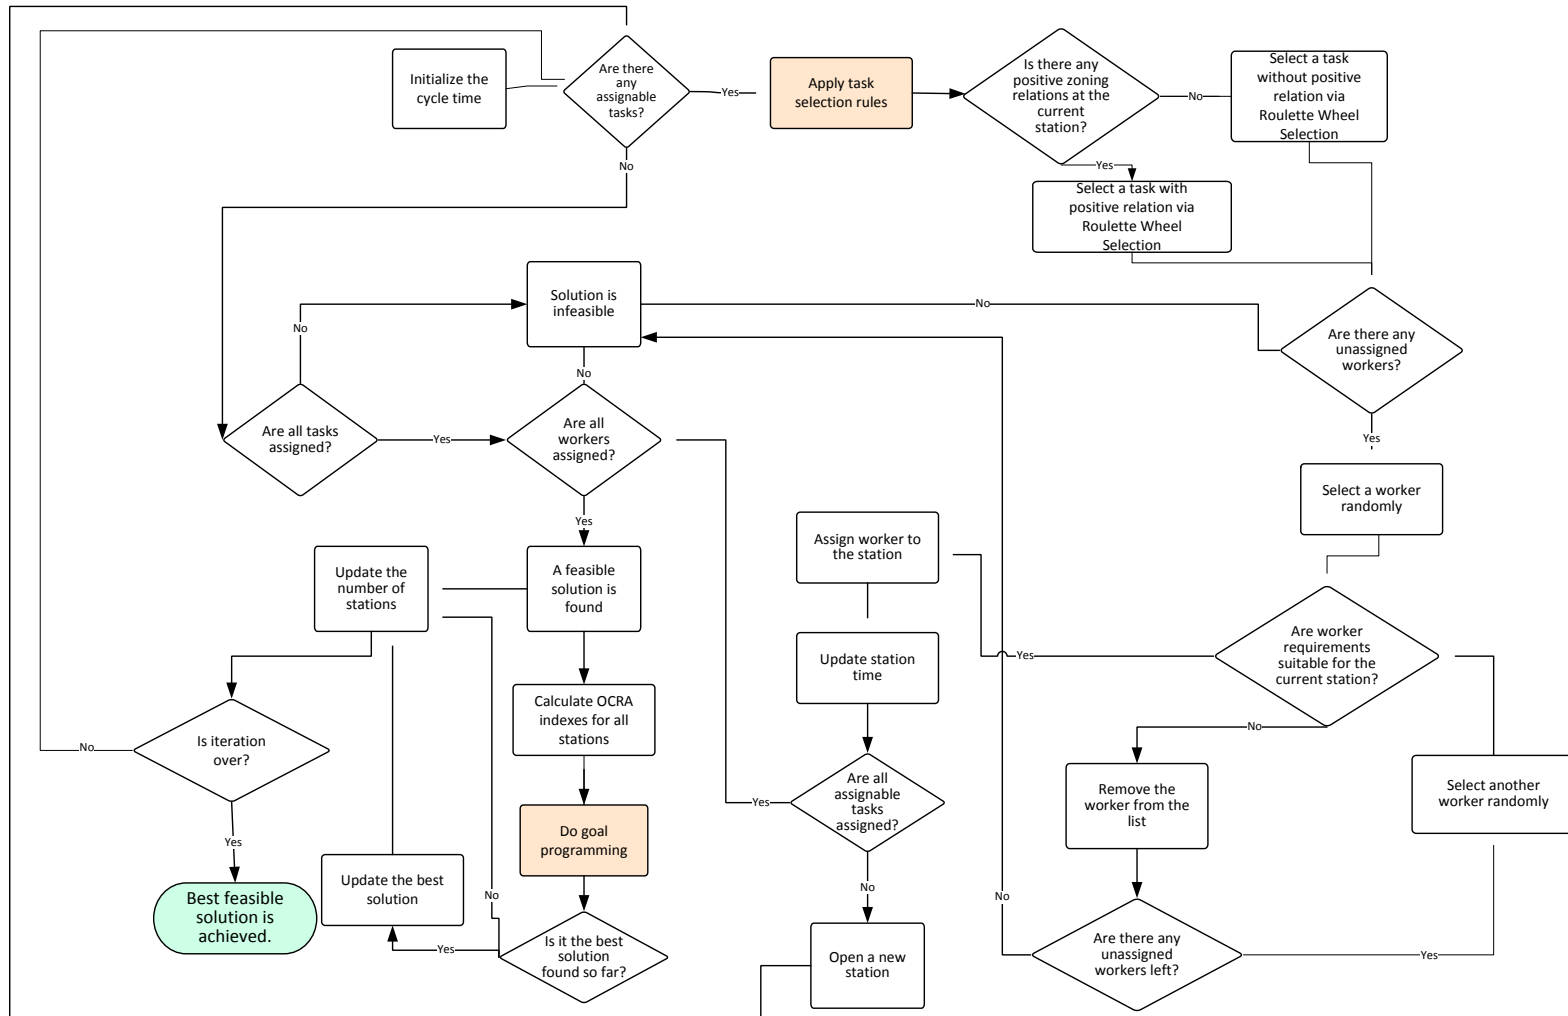 Initialize the
cycle time
Are there
any
assignable
tasks?
Yes
No
Apply task
selection rules
Is there any
positive zoning
relations at the
current
station?
No
Yes
Select a task
without positive
relation via
Roulette Wheel
Selection
Select a task with
positive relation via
Roulette Wheel
Selection
Solution is
infeasible
No
No
No
Are there any
unassigned
workers?
Yes
Are all tasks
assigned?
Yes
Are all
workers
assigned?
Yes
Select a worker
randomly
Assign worker to
the station
Update the
number of
stations
A feasible
solution is
found
Update station
time
Yes
Are worker
requirements
suitable for the
current station?
No
Calculate OCRA
indexes for all
stations
No
Is iteration
over?
Yes
Are all
assignable
tasks
assigned?
Yes
No
Remove the
worker from the
list
Select another
worker randomly
Do goal
programming
Update the best
solution
No
Yes
Is it the best
solution
found so far?
Best feasible
solution is
achieved.
Open a new
station
No
Are there any
unassigned
workers left?
Yes